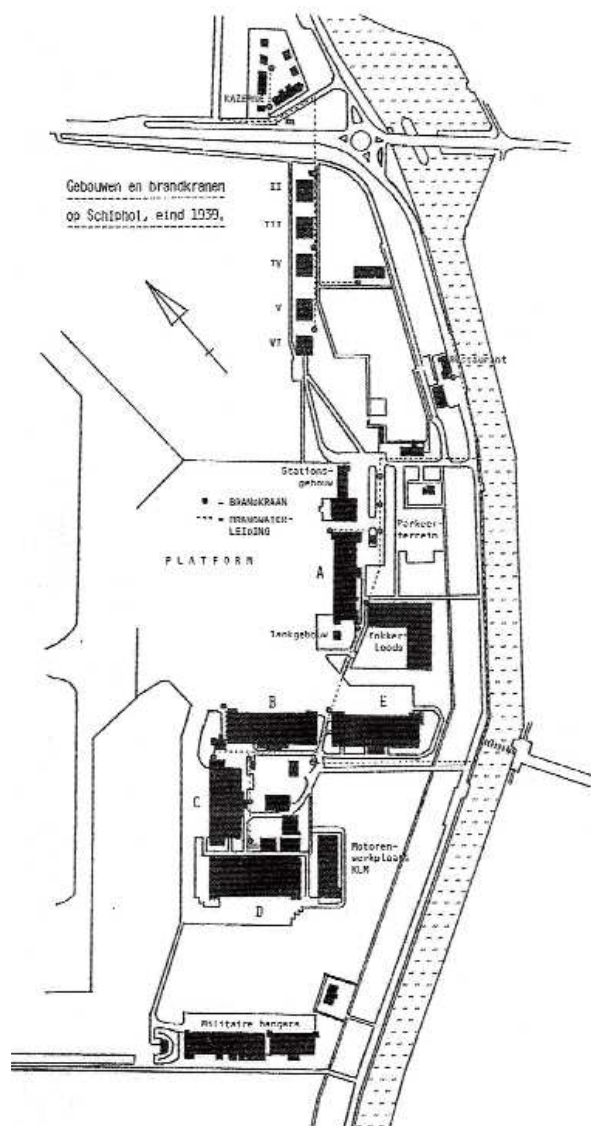 KAZERNE
Gebouwen en brandkranen
op Schiphol, eind 1939.
II
III
IV
V
VI
Restaurant
Stations-
gebouw
= BRANDKRAAN
= BRANDWATER-
LEIDING
Parkeer-
terrein
PLATFORM
A
Tankgebouw
Fokker
Loods
B
E
C
Motoren-
werkplaats
KLM
D
Militaire hangars